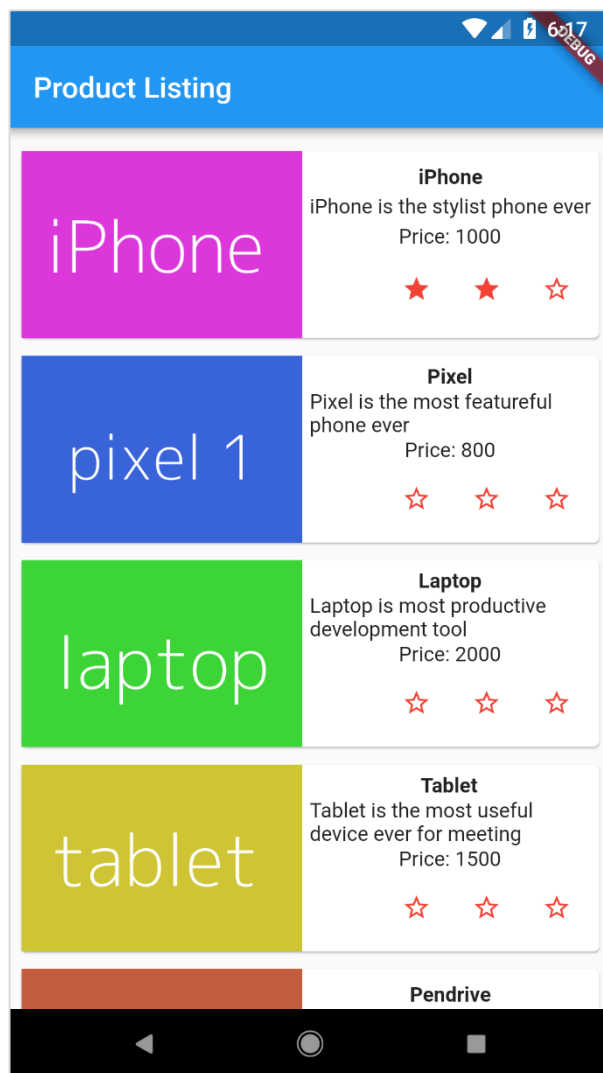 6:17
DEBUG
Product Listing
iPhone
iPhone
iPhone is the stylist phone ever
Price: 1000
pixel 1
Pixel
Pixel is the most featureful
phone ever
Price: 800
laptop
Laptop
Laptop is most productive
development tool
Price: 2000
tablet
Tablet
Tablet is the most useful
device ever for meeting
Price: 1500
Pendrive